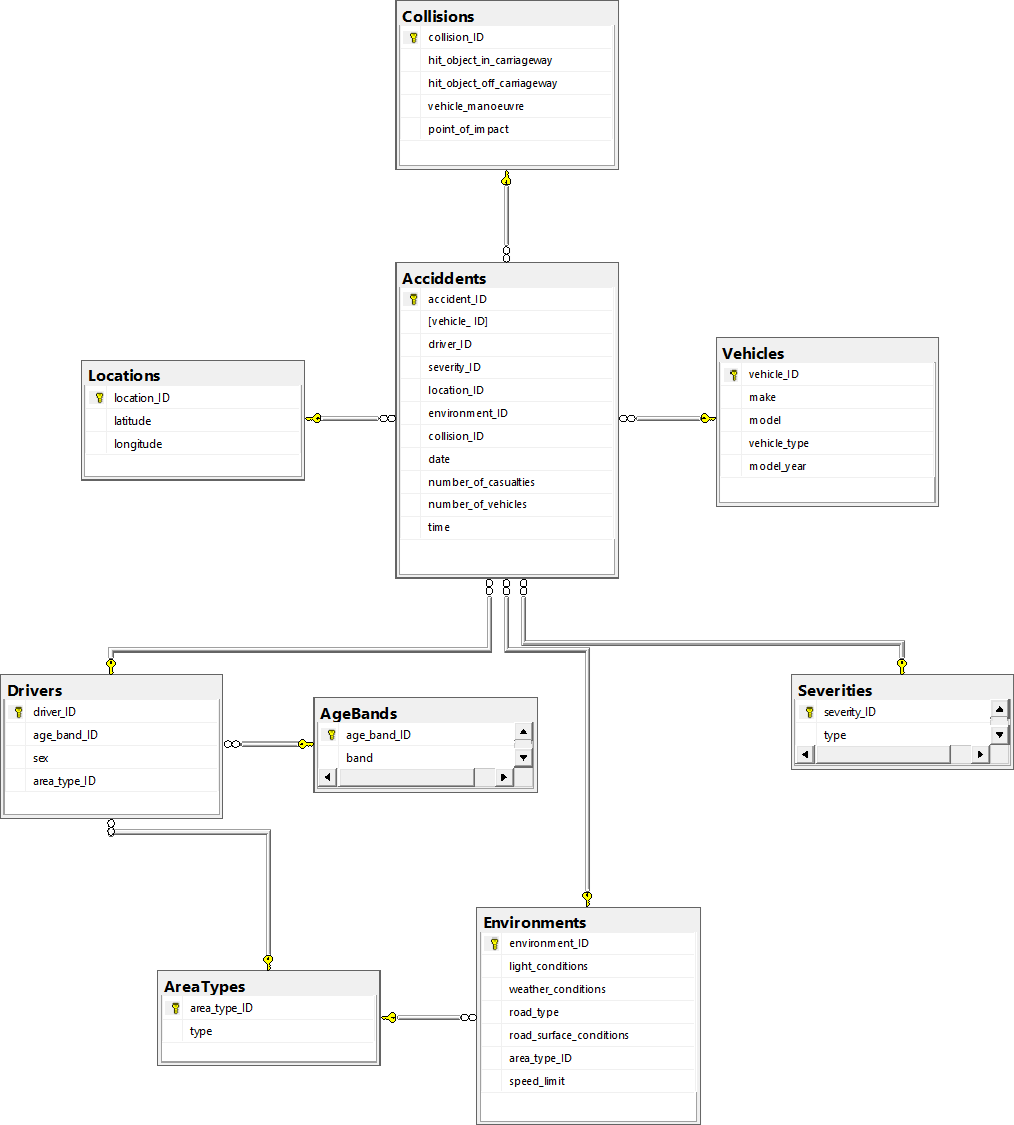 Collisions
collision_ID
hit_object_in_carriageway
hit_object_off_carriageway
vehicle_manoeuvre
point_of_impact
Acciddents
accident_ID
[vehicle_ ID]
driver_ID
severity_ID
location_ID
environment_ID
collision_ID
date
number_of_casualties
number_of_vehicles
time
Locations
location_ID
latitude
longitude
Vehicles
vehicle_ID
make
model
vehicle_type
model_year
Drivers
driver_ID
age_band_ID
sex
area_type_ID
AgeBands
age_band_ID
band
Severities
severity_ID
type
AreaTypes
area_type_ID
type
Environments
environment_ID
light_conditions
weather_conditions
road_type
road_surface_conditions
area_type_ID
speed_limit